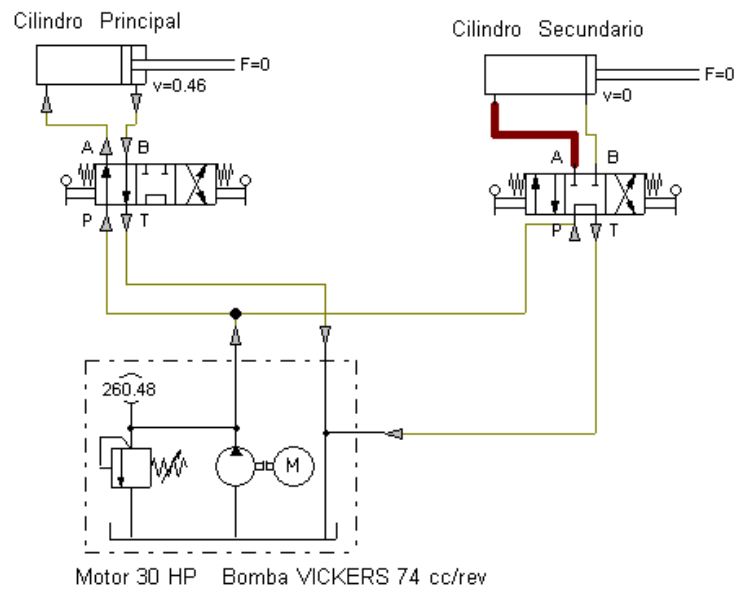 Cilindro Principal
Cilindro Secundario
F=0
v=0.46
F=0
v=0
A B
P T
A B
P T
260.48
M
Motor 30 HP Bomba VICKERS 74 cc/rev